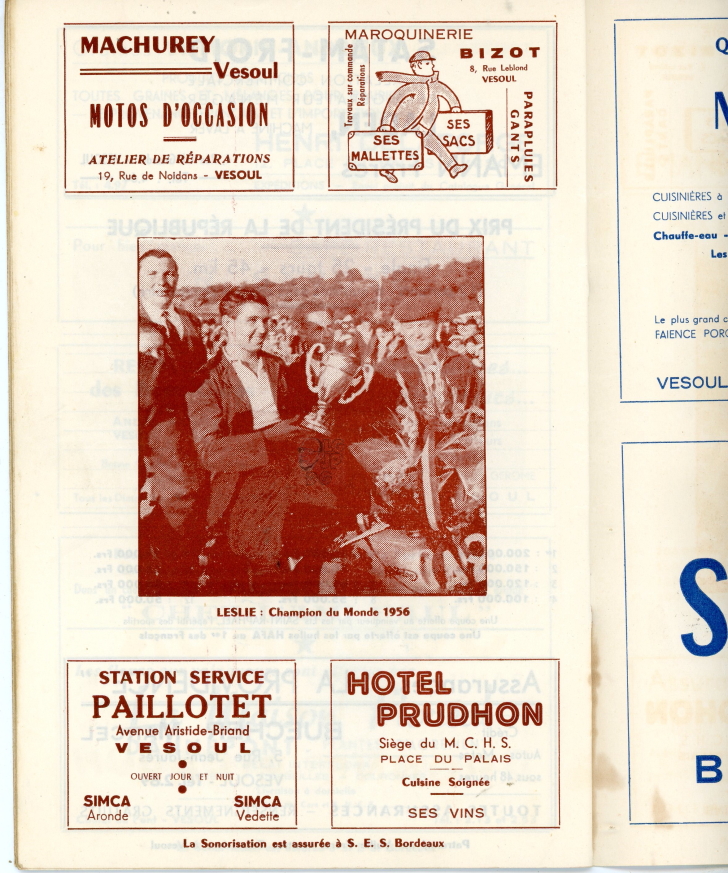 MACHUREY
Vesoul
MOTOS D'OCCASION
ATELIER DE RÉPARATIONS
19, Rue de Noidans - VESOUL
MAROQUINERIE
BIZOT
8, Rue Leblond
VESOUL
Travaux sur commande
Réparations
SES
MALLETTES
SES
SACS
PARAPLUIES
GANTS
LESLIE : Champion du Monde 1956
STATION SERVICE
PAILLOTET
Avenue Aristide-Briand
VESOUL
OUVERT JOUR ET NUIT
SIMCA
Aronde
SIMCA
Vedette
HOTEL
PRUDHON
Siège du M. C. H. S.
PLACE DU PALAIS
Cuisine Soignée
SES VINS
La Sonorisation est assurée à S. E. S. Bordeaux
CUISINIÈRES à
CUISINIÈRES et
Chauffe-eau -
Les
Le plus grand
VESOUL
S
B